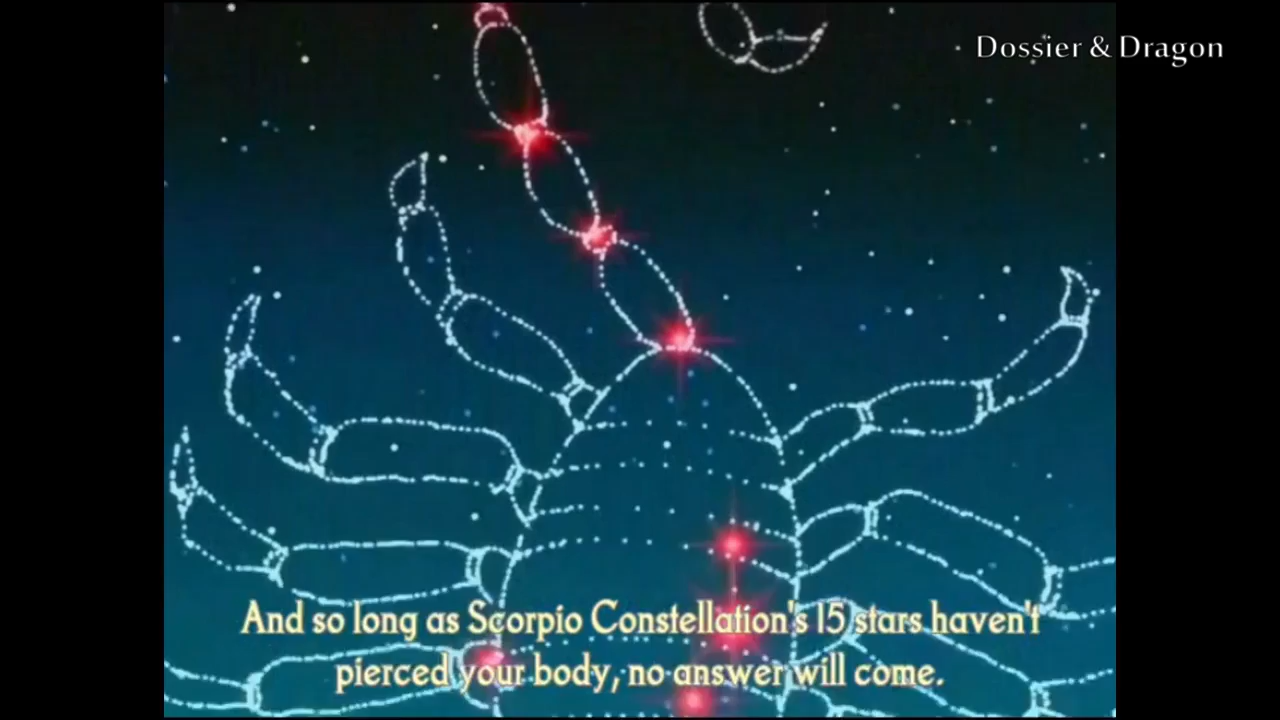 Dossier & Dragon
And so long as Scorpio Constellation's 15 stars haven't
pierced your body, no answer will come.